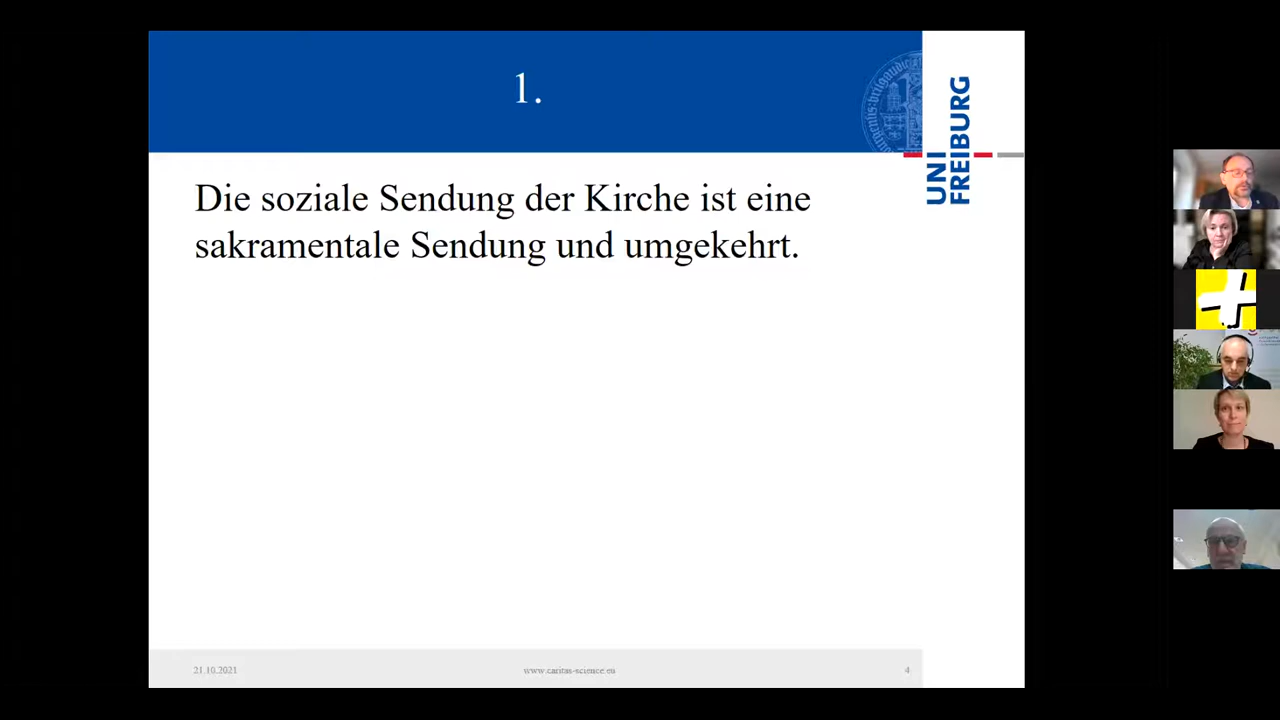 1.
UNI
FREIBURG
Die soziale Sendung der Kirche ist eine
sakramentale Sendung und umgekehrt.
21.10.2021
www.caritas-science.eu
4